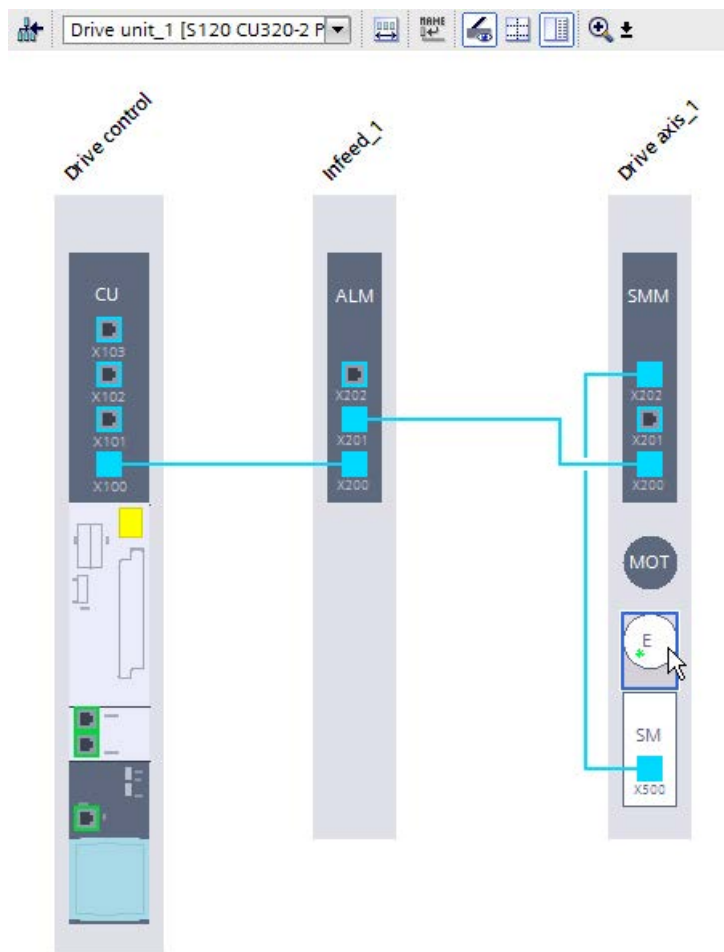 Drive unit_1 [S120 CU320-2 P
NAME
Drive control
Infeed_1
Drive axis_1
CU
X103
X102
X101
X100
ALM
X202
X201
X200
SMM
X202
X201
X200
MOT
E
SM
X500